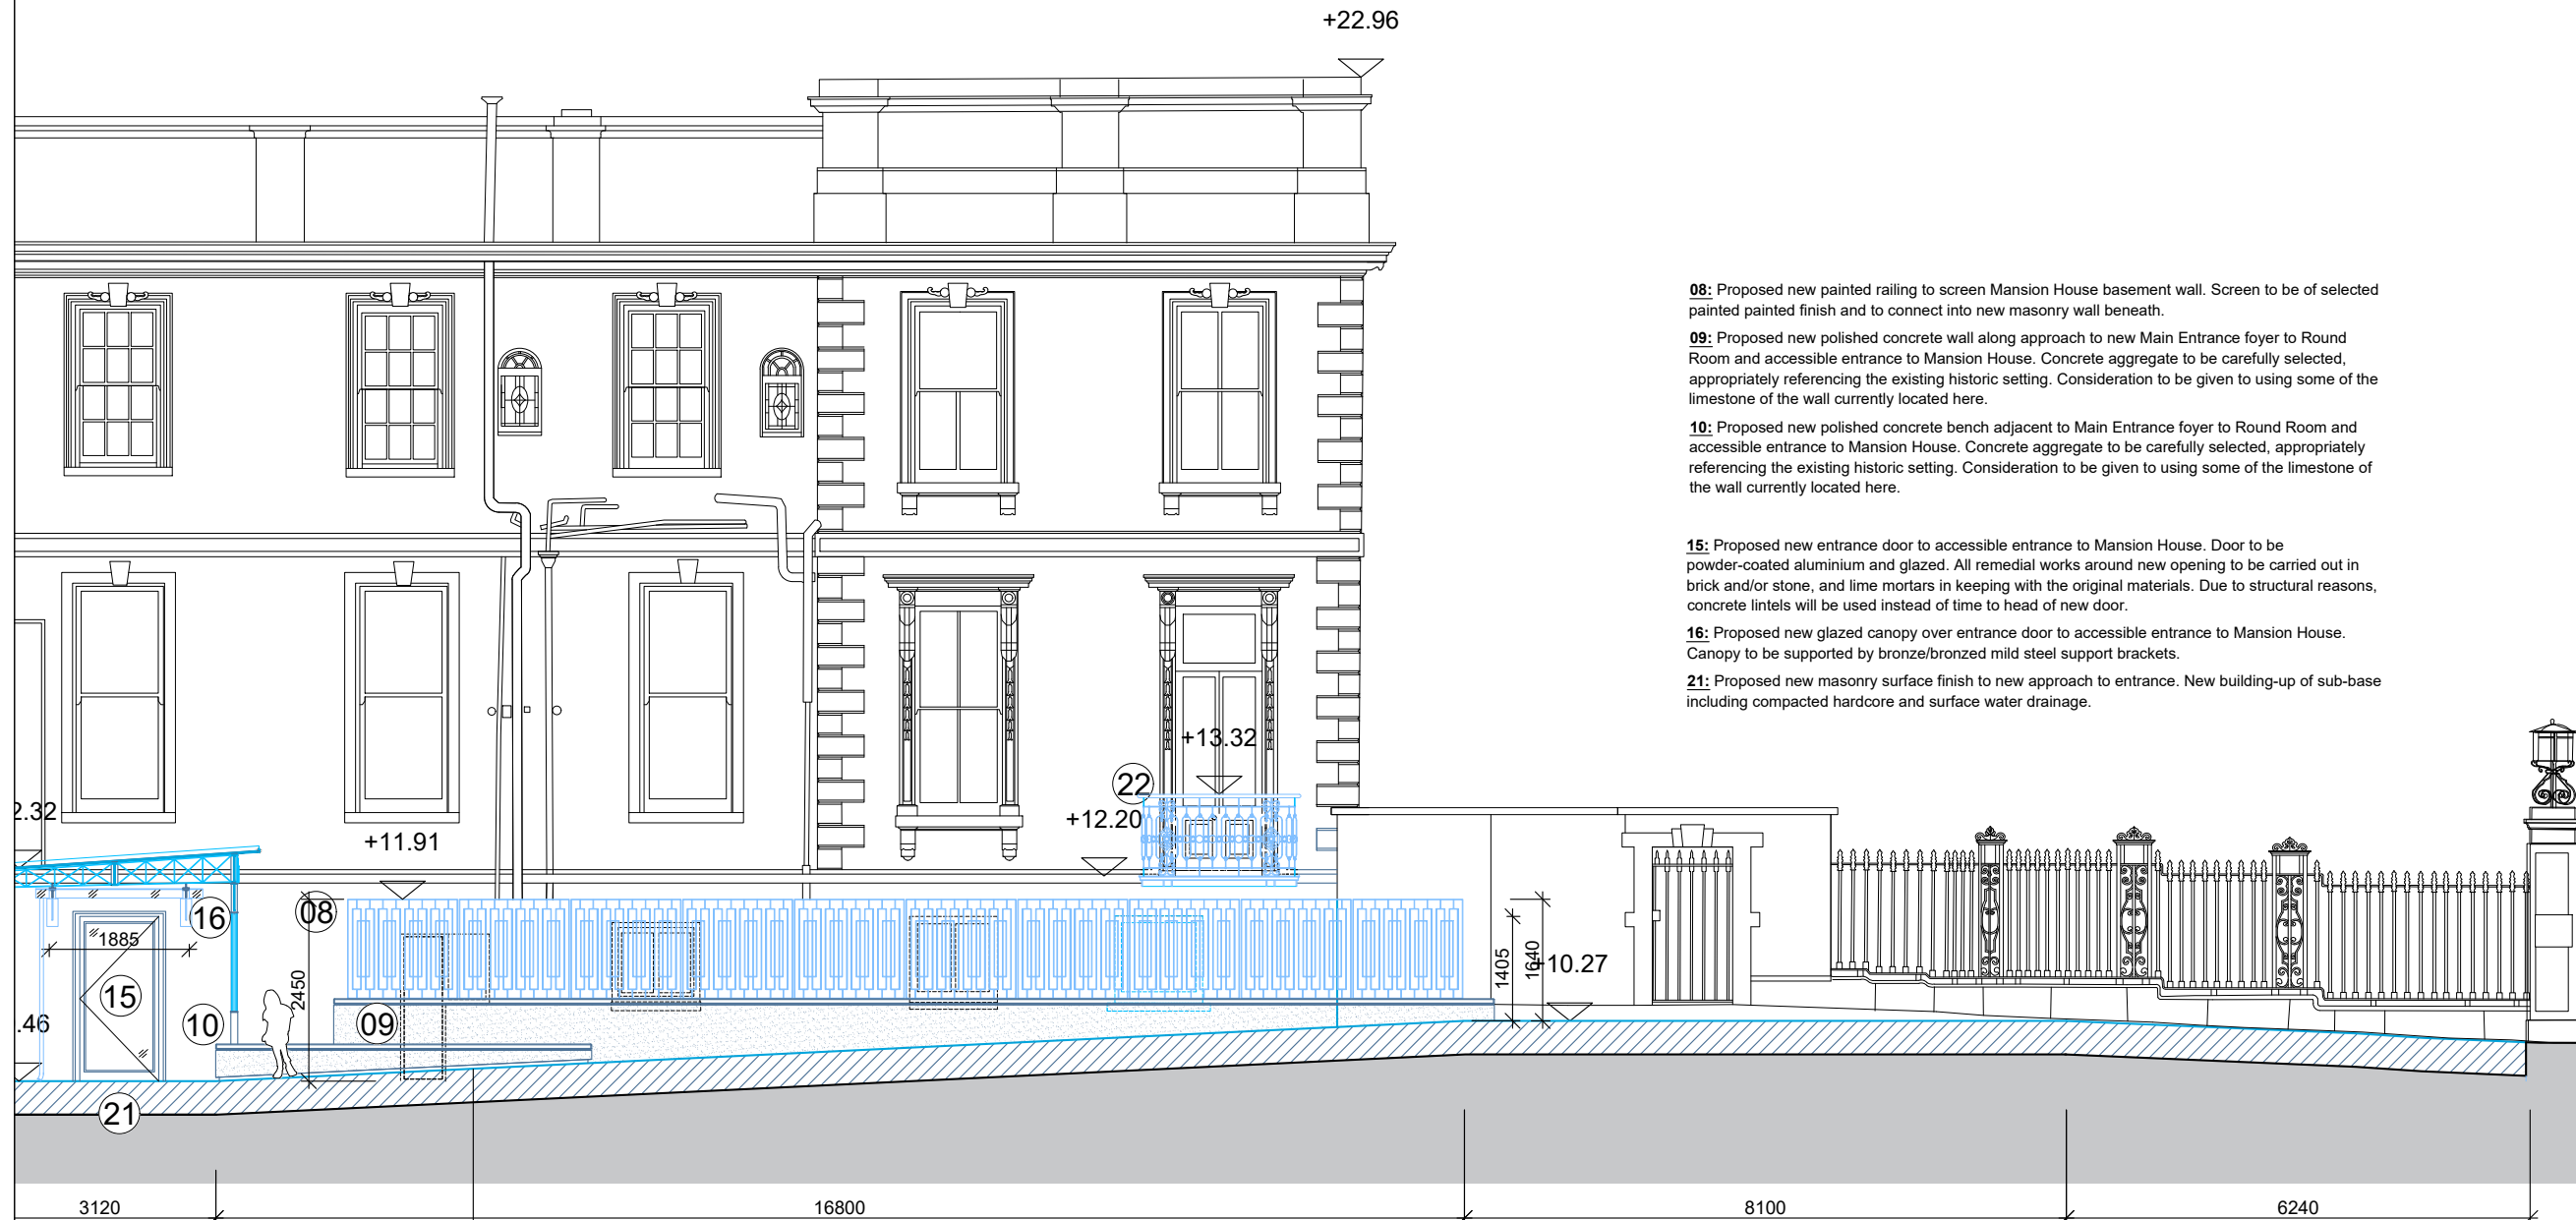 +22.96
08: Proposed new painted railing to screen Mansion House basement wall. Screen to be of selected
painted painted finish and to connect into new masonry wall beneath.
09: Proposed new polished concrete wall along approach to new Main Entrance foyer to Round
Room and accessible entrance to Mansion House. Concrete aggregate to be carefully selected,
appropriately referencing the existing historic setting. Consideration to be given to using some of the
limestone of the wall currently located here.
10: Proposed new polished concrete bench adjacent to Main Entrance foyer to Round Room and
accessible entrance to Mansion House. Concrete aggregate to be carefully selected, appropriately
referencing the existing historic setting. Consideration to be given to using some of the limestone of
the wall currently located here.
15: Proposed new entrance door to accessible entrance to Mansion House. Door to be
powder-coated aluminium and glazed. All remedial works around new opening to be carried out in
brick and/or stone, and lime mortars in keeping with the original materials. Due to structural reasons,
concrete lintels will be used instead of time to head of new door.
16: Proposed new glazed canopy over entrance door to accessible entrance to Mansion House.
Canopy to be supported by bronze/bronzed mild steel support brackets.
21: Proposed new masonry surface finish to new approach to entrance. New building-up of sub-base
including compacted hardcore and surface water drainage.
+13.32
22
2.32
+12.20
+11.91
16
08
1885
1405
1640
+10.27
15
2450
10
09
.46
21
3120
16800
8100
6240